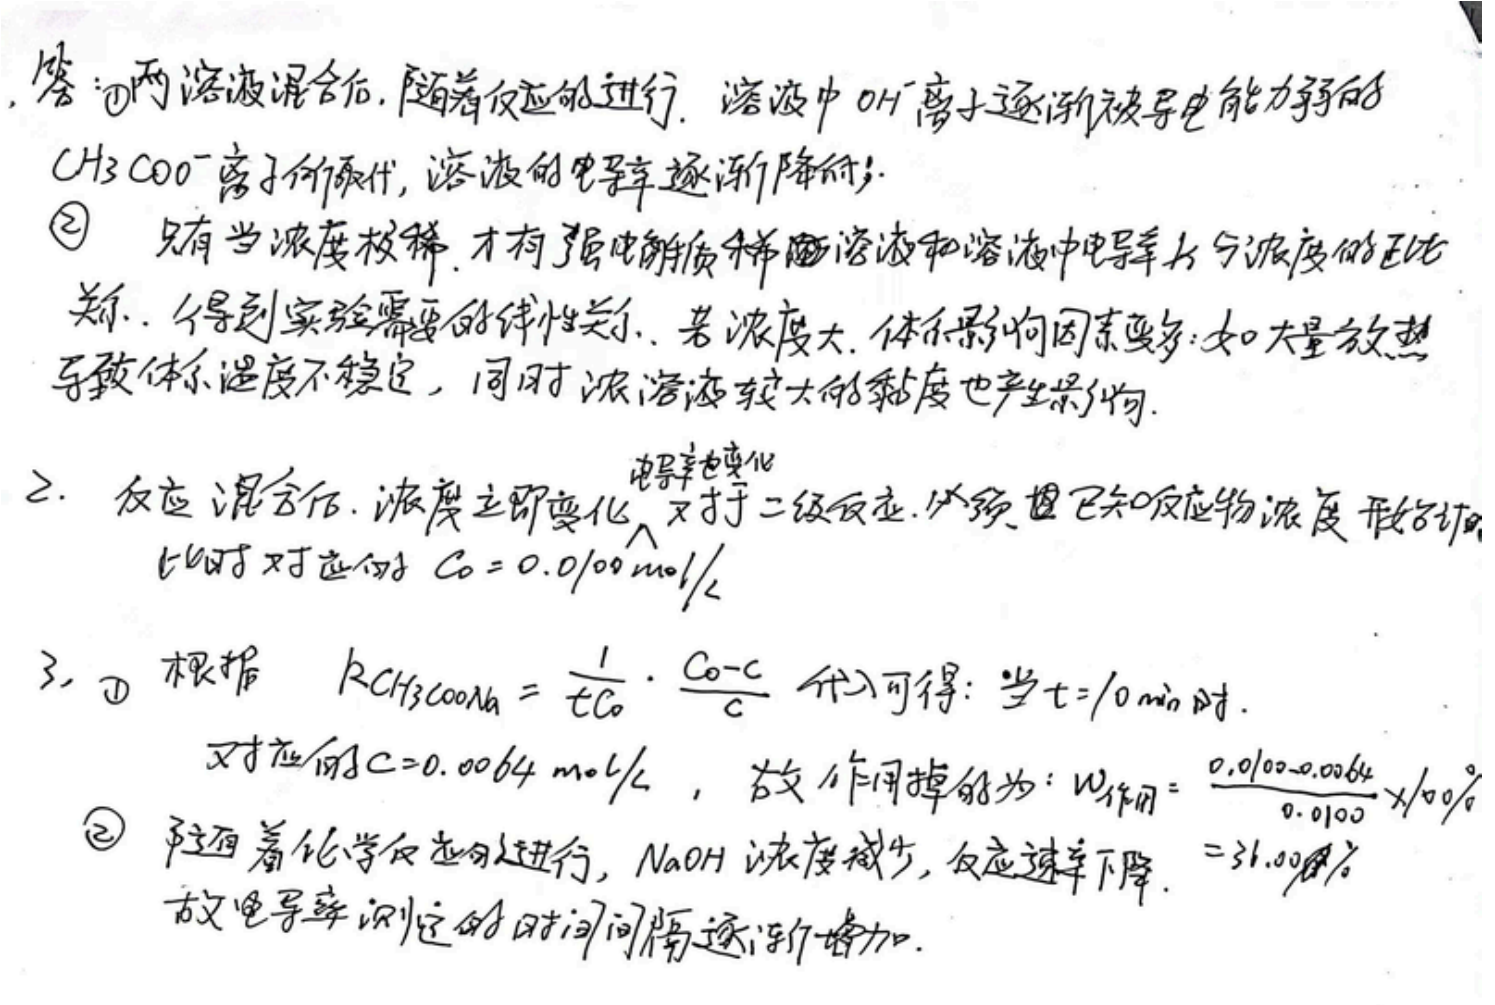 答：①两溶液混合后，随着反应的进行，溶液中OH⁻离子逐渐被导电能力弱的
CH3COO⁻离子所取代，溶液的电导率逐渐降低；
② 只有当浓度极稀，才有强电解质稀溶液和溶液中电导率k与浓度的正比
关系．得到实验需要的线性关系．若浓度大，体系影响因素变多：如大量放热
导致体系温度不稳定，同时浓溶液较大的黏度也产生影响．
电导率也变化
2. 反应混合后，浓度立即变化∧对于二级反应，必须 已知反应物浓度 开始计时
此时对应的 C₀=0.0100mol/L
3. ① 根据 kCH3COONa = 1/tC₀ · C₀-C/C 代入可得：当t=10min时．
对应的C=0.0064 mol/L，故作用掉的为：W作用= 0.0100-0.0064/0.0100 ×100%
=36.00%
② 随着化学反应的进行，NaOH浓度减少，反应速率下降．
故电导率测定的时间间隔逐渐增加．